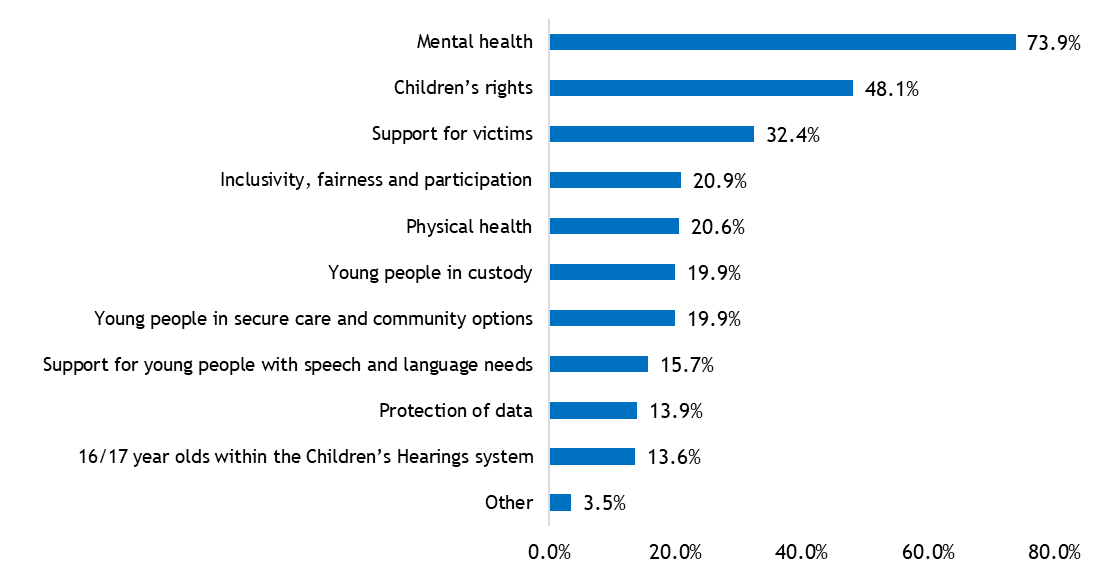 Mental health 73.9%
Children’s rights 48.1%
Support for victims 32.4%
Inclusivity, fairness and participation 20.9%
Physical health 20.6%
Young people in custody 19.9%
Young people in secure care and community options 19.9%
Support for young people with speech and language needs 15.7%
Protection of data 13.9%
16/17 year olds within the Children’s Hearings system 13.6%
Other 3.5%
0.0% 20.0% 40.0% 60.0% 80.0%